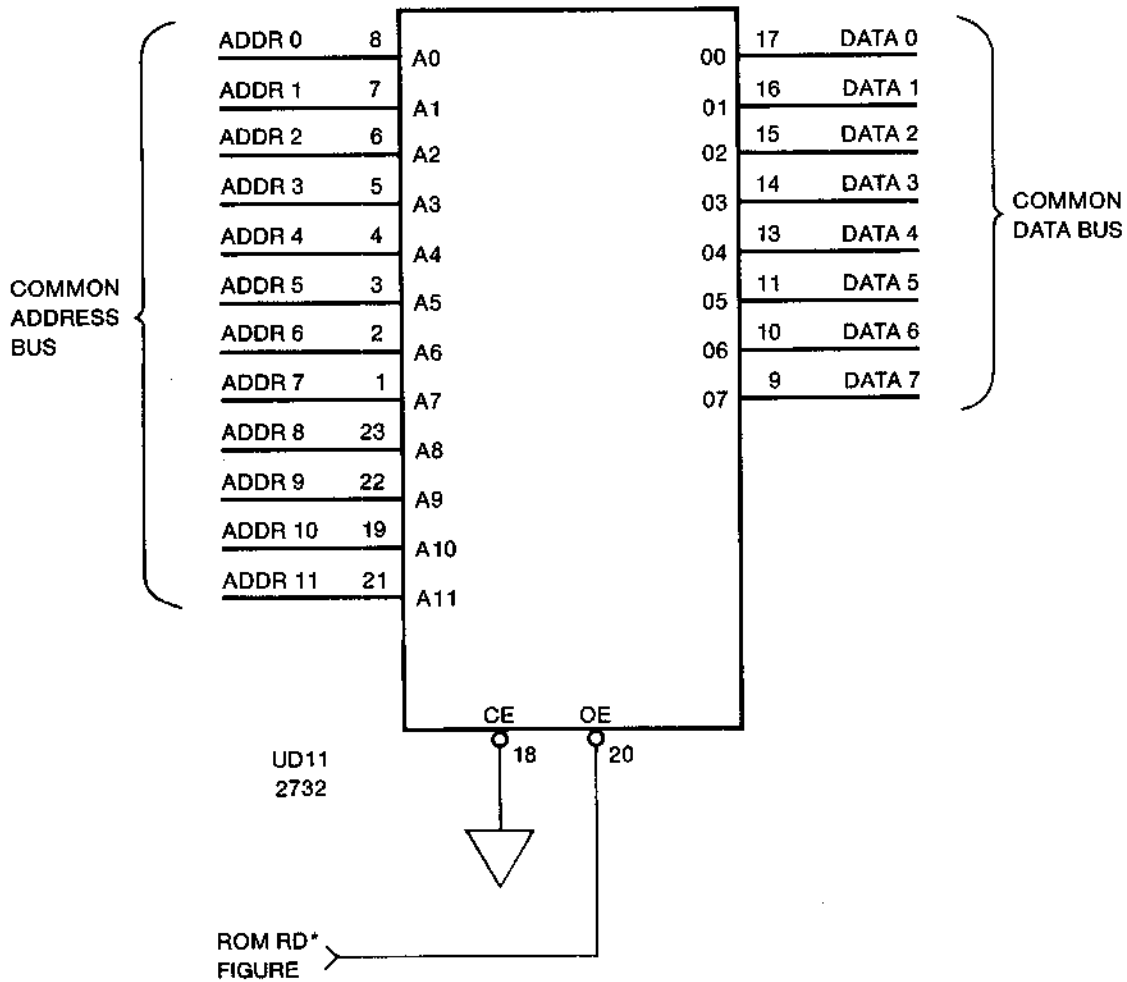 ADDR 0 8 A0 00 17 DATA 0
ADDR 1 7 A1 01 16 DATA 1
ADDR 2 6 A2 02 15 DATA 2
ADDR 3 5 A3 03 14 DATA 3
ADDR 4 4 A4 04 13 DATA 4
ADDR 5 3 A5 05 11 DATA 5
ADDR 6 2 A6 06 10 DATA 6
ADDR 7 1 A7 07 9 DATA 7
ADDR 8 23 A8
ADDR 9 22 A9
ADDR 10 19 A10
ADDR 11 21 A11
COMMON
ADDRESS
BUS
COMMON
DATA BUS
CE OE
18 20
UD11
2732
ROM RD*
FIGURE